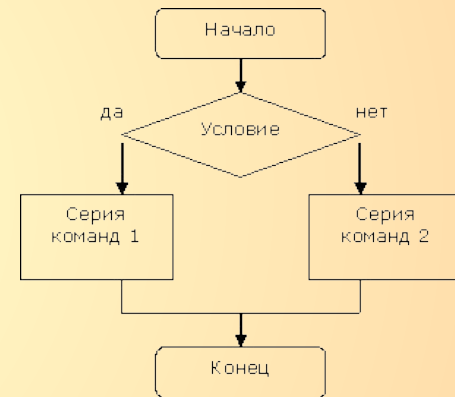 Начало
да
нет
Условие
Серия
команд 1
Серия
команд 2
Конец